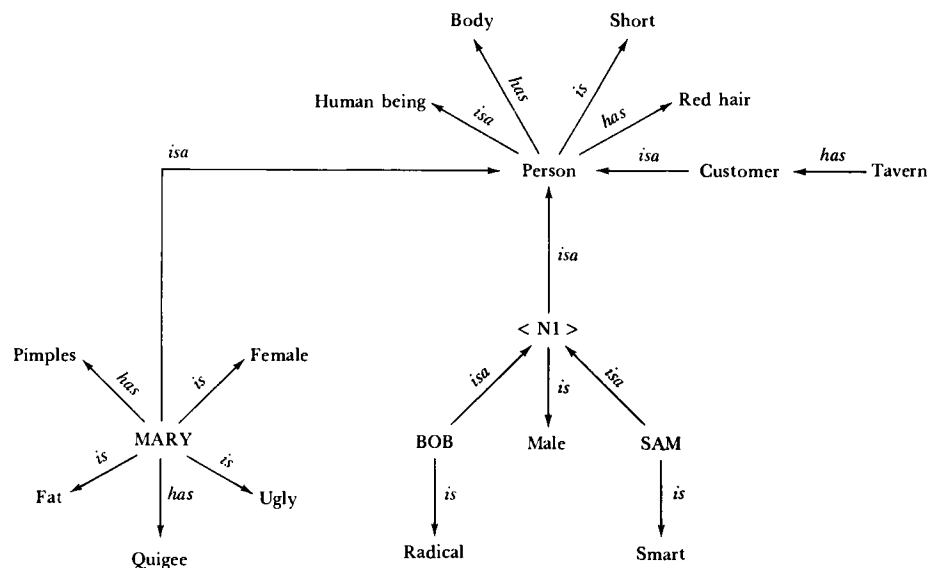 Body Short
has is
Human being isa has Red hair
isa Person isa Customer has Tavern
isa
< N1 >
Pimples has is Female isa is isa
MARY BOB Male SAM
is has is is is
Fat Ugly
Quigee Radical Smart